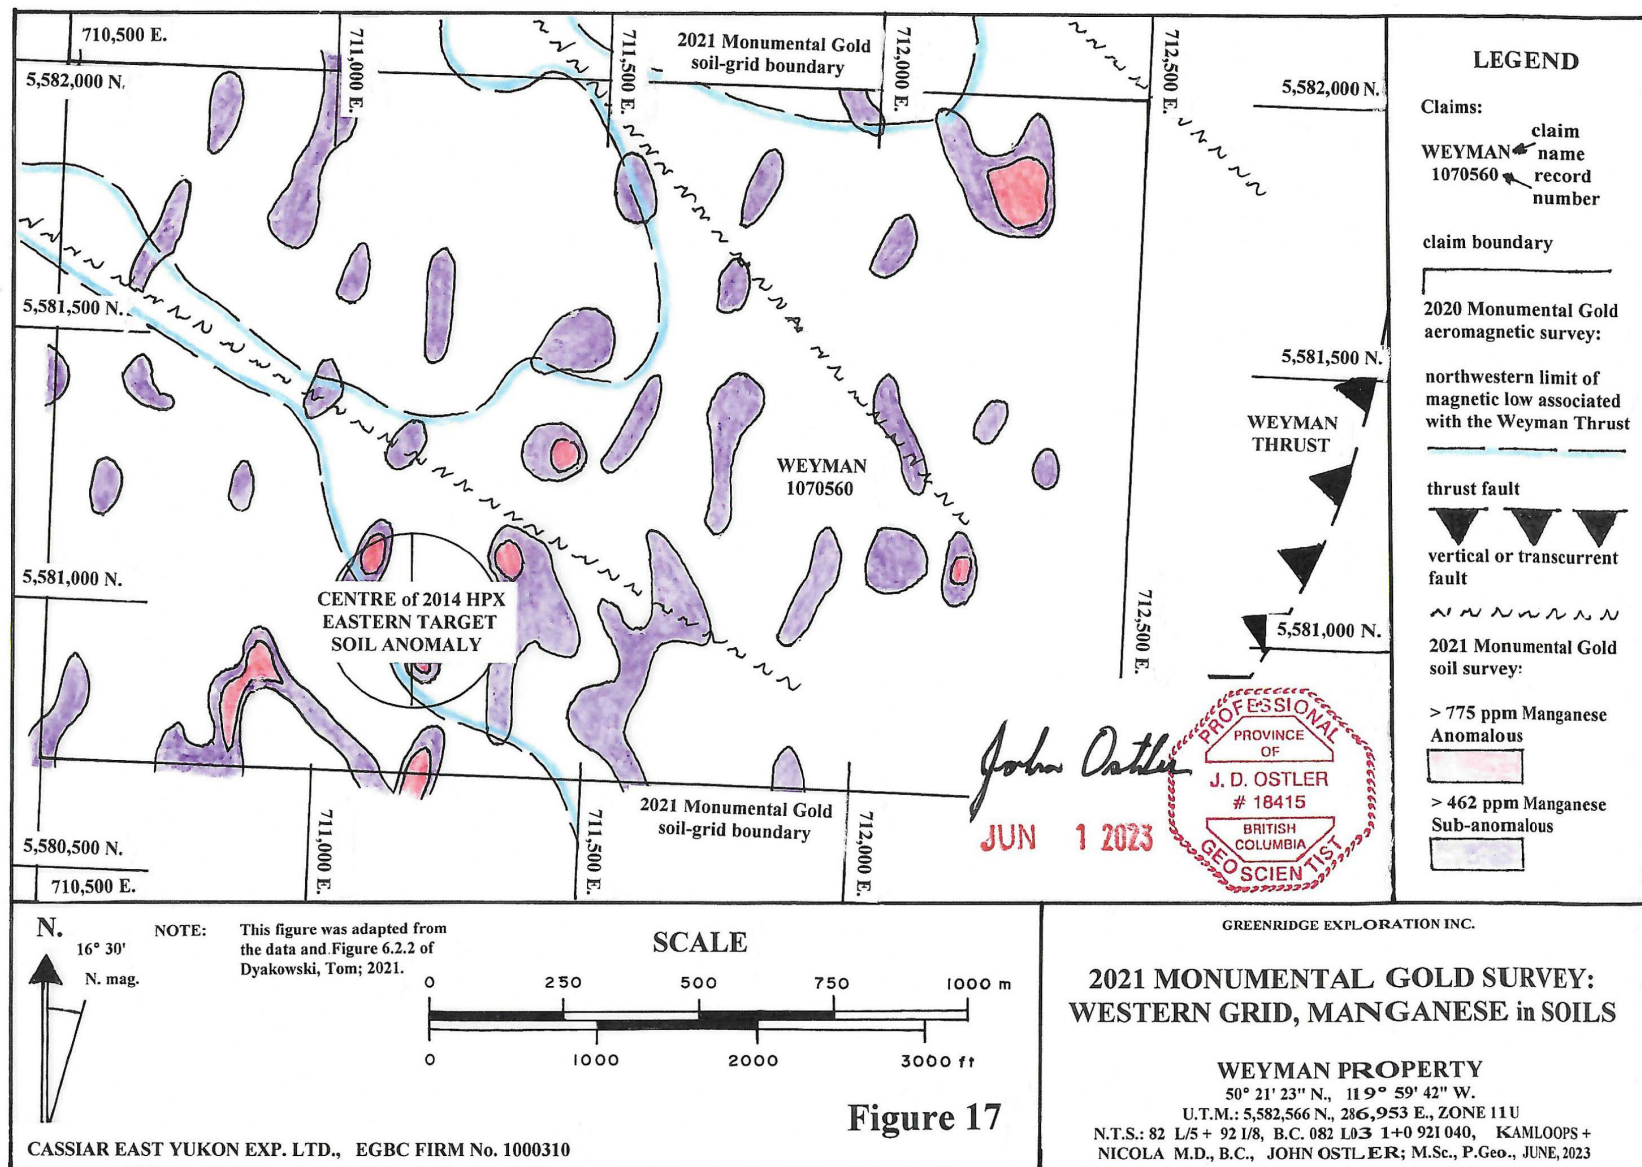 710,500 E.
711,000 E.
711,500 E.
2021 Monumental Gold
soil-grid boundary
712,000 E.
712,500 E.
5,582,000 N.
5,582,000 N.
5,581,500 N.
5,581,500 N.
WEYMAN
THRUST
WEYMAN
1070560
5,581,000 N.
CENTRE of 2014 HPX
EASTERN TARGET
SOIL ANOMALY
712,500 E.
5,581,000 N.
John Ostler
JUN 1 2023
PROFESSIONAL
PROVINCE
OF
J. D. OSTLER
# 18415
BRITISH
COLUMBIA
GEOSCIENTIST
2021 Monumental Gold
soil-grid boundary
5,580,500 N.
710,500 E.
711,000 E.
711,500 E.
712,000 E.
LEGEND
Claims:
claim
WEYMAN name
1070560 record
number
claim boundary
2020 Monumental Gold
aeromagnetic survey:
northwestern limit of
magnetic low associated
with the Weyman Thrust
thrust fault
vertical or transcurrent
fault
2021 Monumental Gold
soil survey:
> 775 ppm Manganese
Anomalous
> 462 ppm Manganese
Sub-anomalous
N.
16° 30'
N. mag.
NOTE: This figure was adapted from
the data and Figure 6.2.2 of
Dyakowski, Tom; 2021.
SCALE
0 250 500 750 1000 m
0 1000 2000 3000 ft
Figure 17
CASSIAR EAST YUKON EXP. LTD., EGBC FIRM No. 1000310
GREENRIDGE EXPLORATION INC.
2021 MONUMENTAL GOLD SURVEY:
WESTERN GRID, MANGANESE in SOILS
WEYMAN PROPERTY
50° 21' 23" N., 119° 59' 42" W.
U.T.M.: 5,582,566 N., 286,953 E., ZONE 11U
N.T.S.: 82 L/5 + 92 I/8, B.C. 082 L03 1+0 92I 040, KAMLOOPS +
NICOLA M.D., B.C., JOHN OSTLER; M.Sc., P.Geo., JUNE, 2023